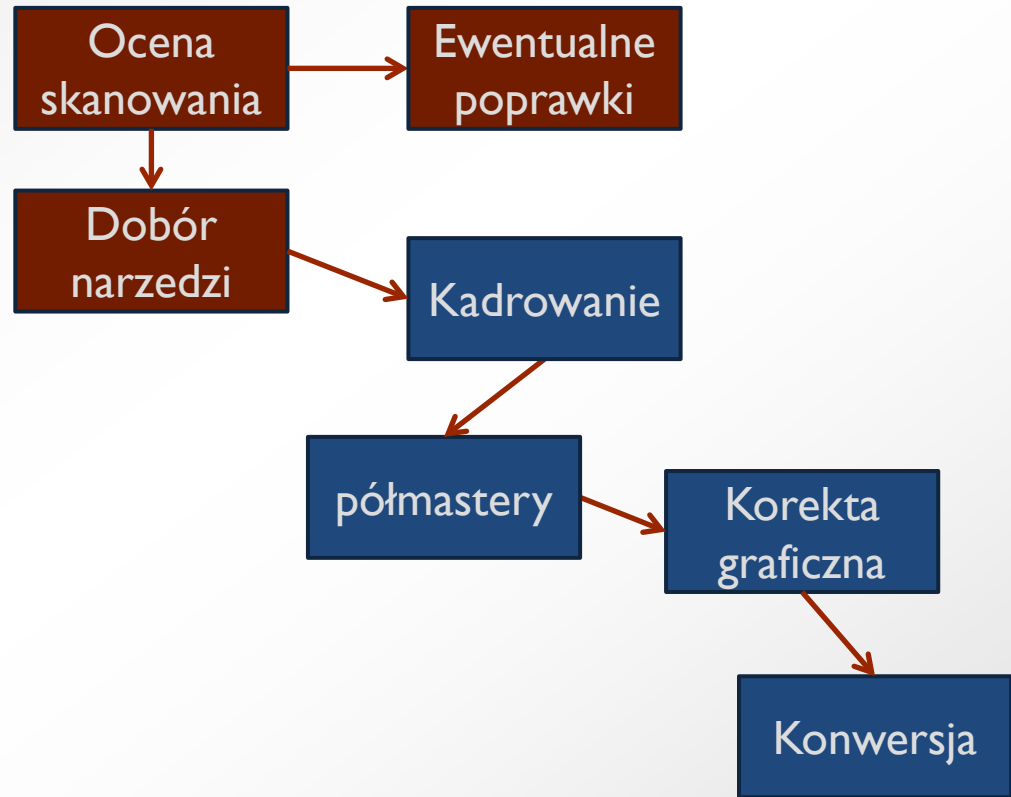 Ocena
skanowania
Ewentualne
poprawki
Dobór
narzedzi
Kadrowanie
półmastery
Korekta
graficzna
Konwersja